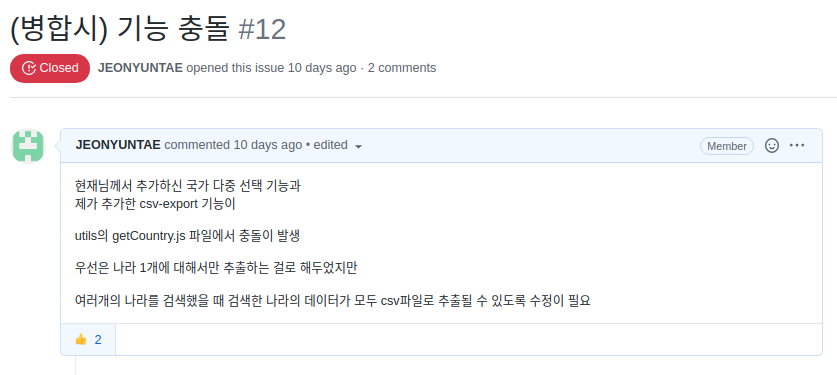 (병합시) 기능 충돌 #12
Closed JEONYUNTAE opened this issue 10 days ago · 2 comments
JEONYUNTAE commented 10 days ago • edited Member
현재님께서 추가하신 국가 다중 선택 기능과
제가 추가한 csv-export 기능이
utils의 getCountry.js 파일에서 충돌이 발생
우선은 나라 1개에 대해서만 추출하는 걸로 해두었지만
여러개의 나라를 검색했을 때 검색한 나라의 데이터가 모두 csv파일로 추출될 수 있도록 수정이 필요
👍 2